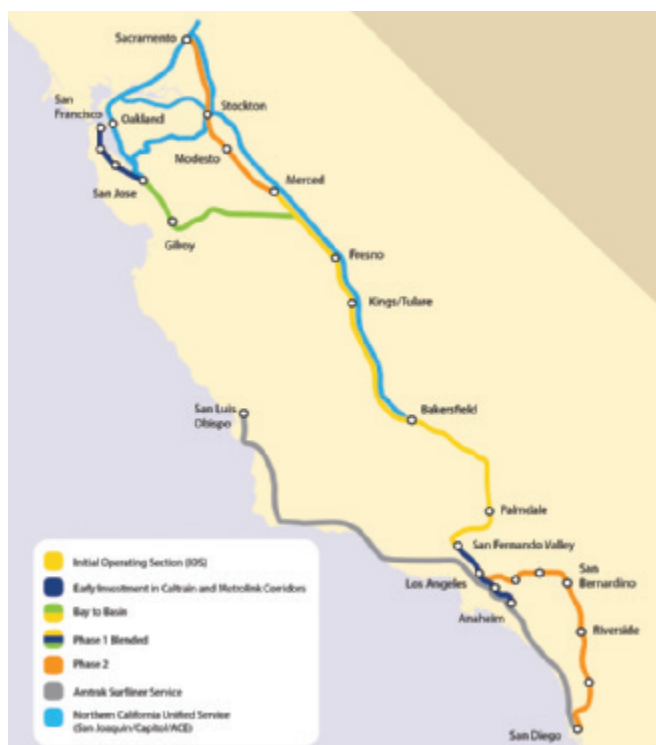 Sacramento
San
Francisco
Oakland
Stockton
Modesto
San Jose
Merced
Gilroy
Fresno
Kings/Tulare
San Luis
Obispo
Bakersfield
Palmdale
San Fernando Valley
Los Angeles
San
Bernardino
Anaheim
Riverside
San Diego
Initial Operating Section (IOS)
Early Investment in Caltrain and Metrolink Corridors
Bay to Basin
Phase 1 Blended
Phase 2
Amtrak Surfliner Service
Northern California Unified Service
(San Joaquin/Capitol/ACE)